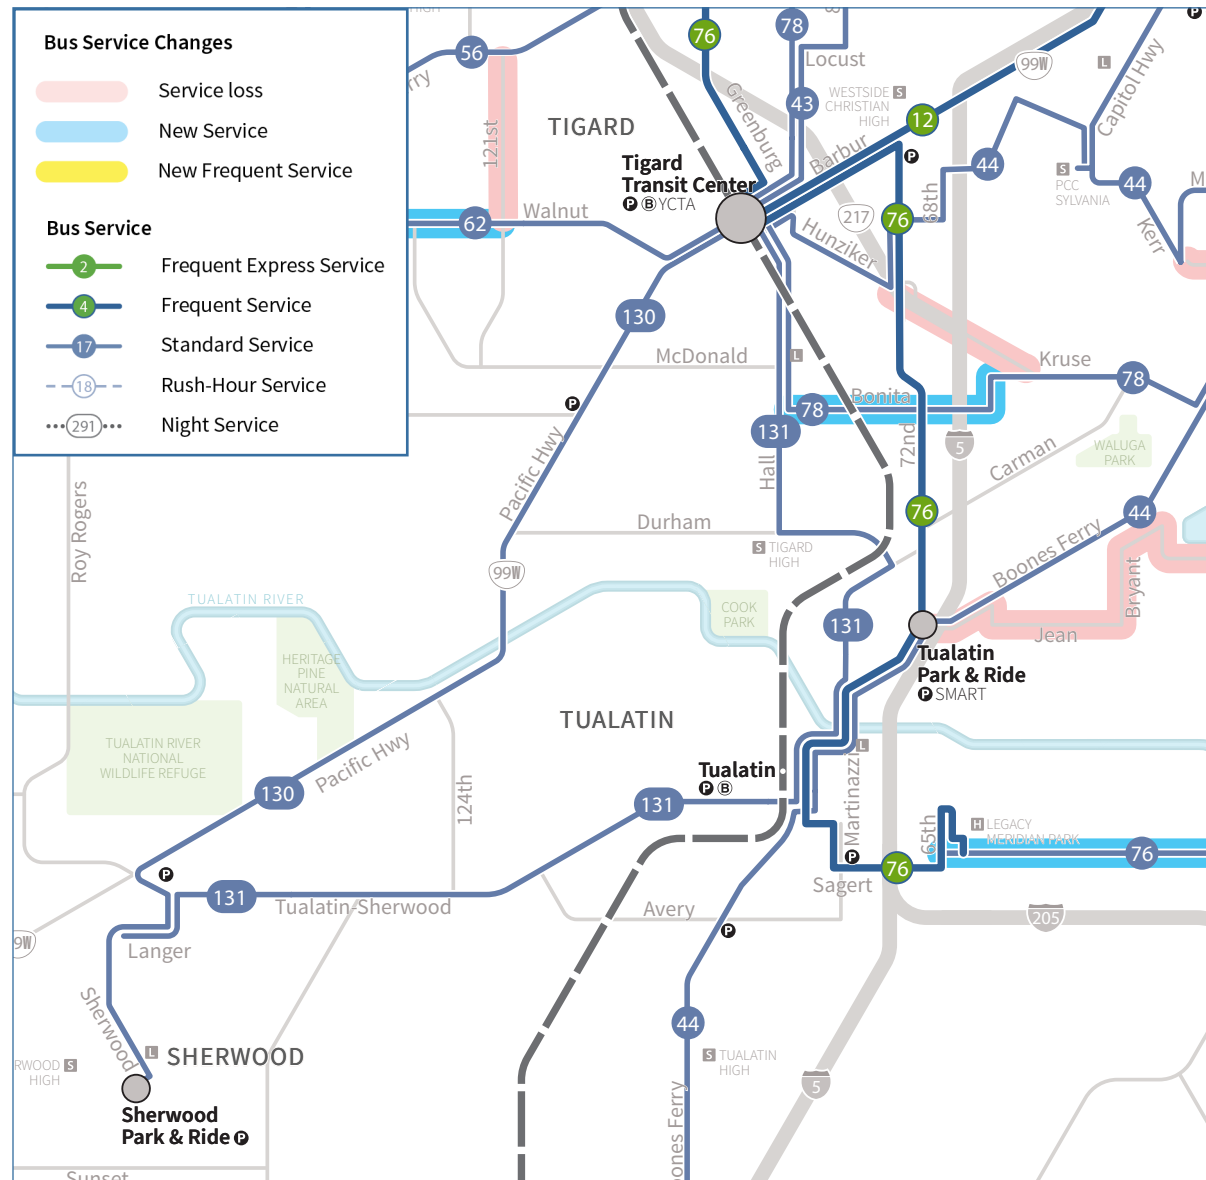 Bus Service Changes
Service loss
New Service
New Frequent Service
Bus Service
2 Frequent Express Service
4 Frequent Service
17 Standard Service
18 Rush-Hour Service
291 Night Service
56
121st
TIGARD
76
78
Locust
43
Greenburg
WESTSIDE S
CHRISTIAN
HIGH
12
99W
L
Capitol Hwy
P
Barbur
P
Tigard
Transit Center
P B YCTA
62
Walnut
217
76
68th
44
S
PCC
SYLVANIA
44
Kerr
M
Hunziker
130
McDonald
L
Kruse
78
Bonita
78
P
131
Hall
72nd
5
Carman
WALUGA
PARK
Pacific Hwy
Roy Rogers
Durham
S TIGARD
HIGH
76
44
Boones Ferry
99W
TUALATIN RIVER
COOK
PARK
131
Bryant
Jean
HERITAGE
PINE
NATURAL
AREA
Tualatin
Park & Ride
P SMART
TUALATIN
TUALATIN RIVER
NATIONAL
WILDLIFE REFUGE
Pacific Hwy
130
124th
Tualatin
P B
131
L
Martinazzi
65th
H LEGACY
MERIDIAN PARK
76
P
76
Sagert
P
131
Tualatin-Sherwood
Avery
205
P
9W
Langer
Sherwood
44
RWOOD S
HIGH
L SHERWOOD
S TUALATIN
HIGH
5
Sherwood
Park & Ride P
oones Ferry
Sunset